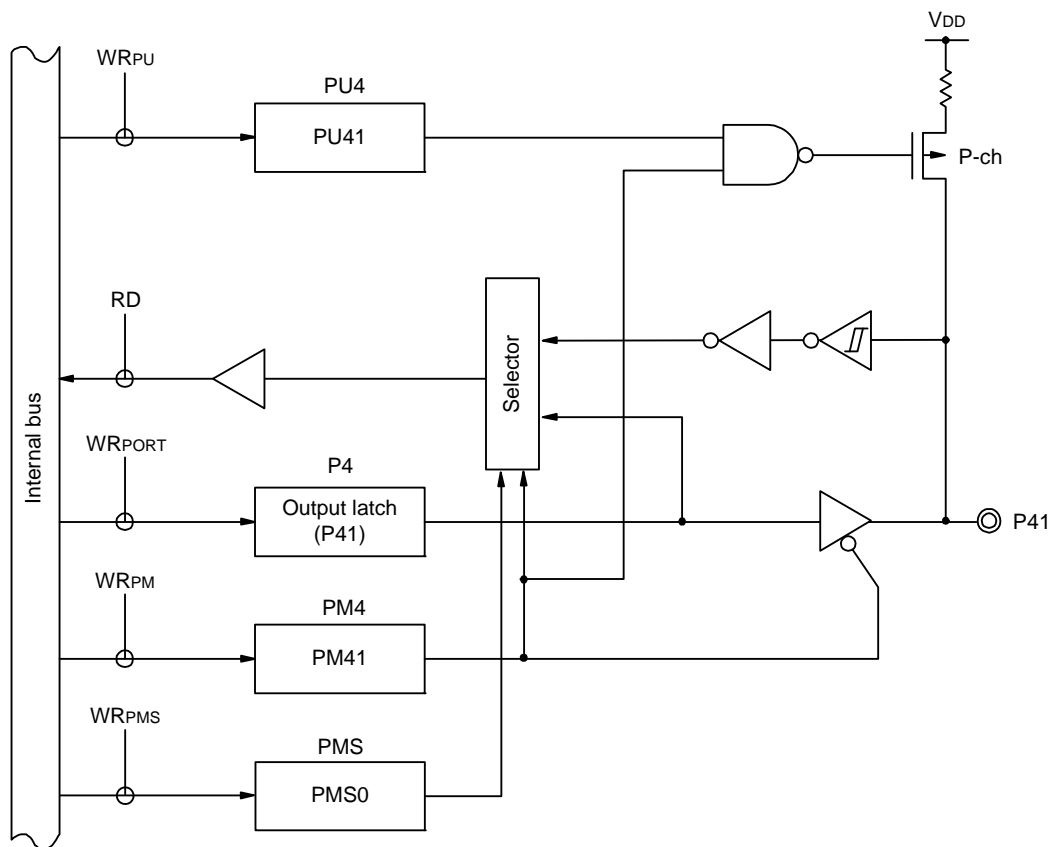 VDD
WRPU
PU4
PU41
P-ch
RD
Selector
Internal bus
WRPORT
P4
Output latch
(P41)
P41
WRPM
PM4
PM41
WRPMS
PMS
PMS0